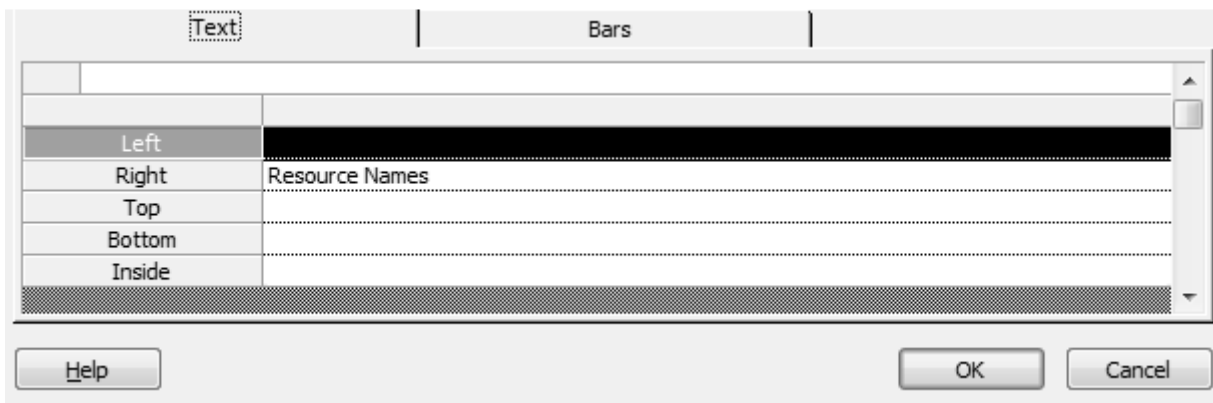 Text Bars
Left
Right Resource Names
Top
Bottom
Inside
Help OK Cancel